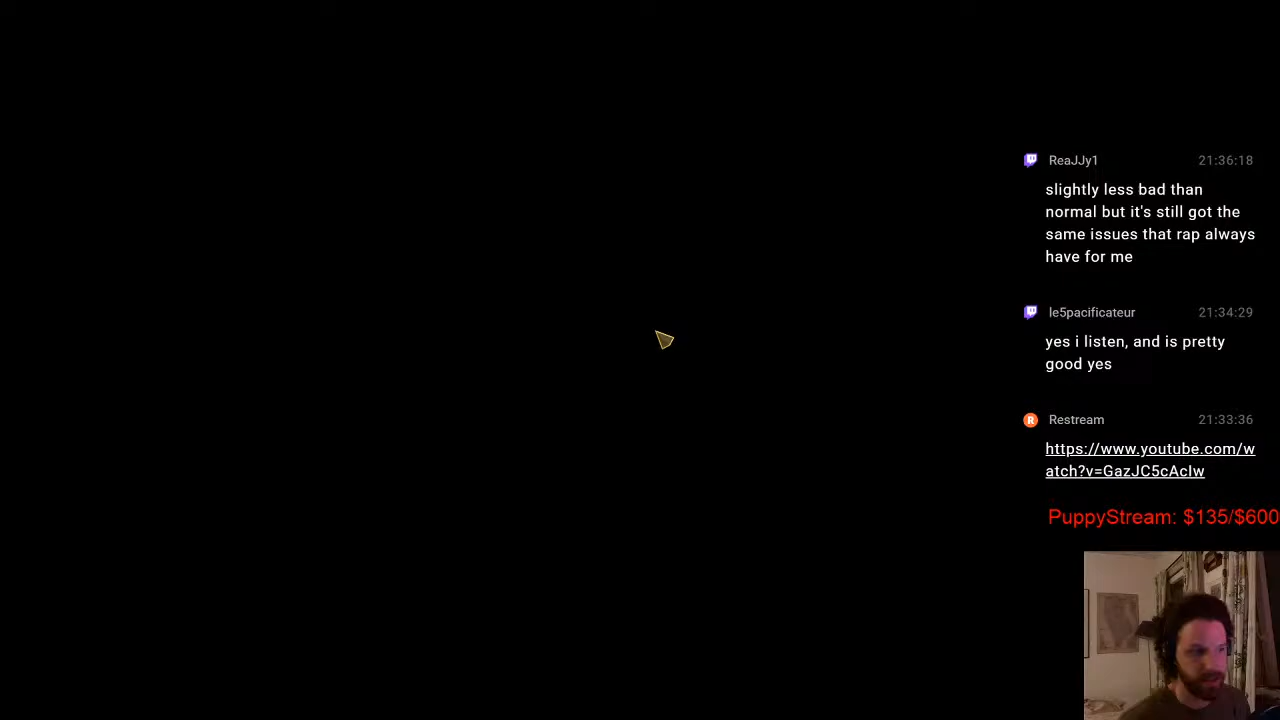 ReaJJy1 21:36:18
slightly less bad than
normal but it's still got the
same issues that rap always
have for me
le5pacificateur 21:34:29
yes i listen, and is pretty
good yes
R Restream 21:33:36
https://www.youtube.com/w
atch?v=GazJC5cAcIw
PuppyStream: $135/$600